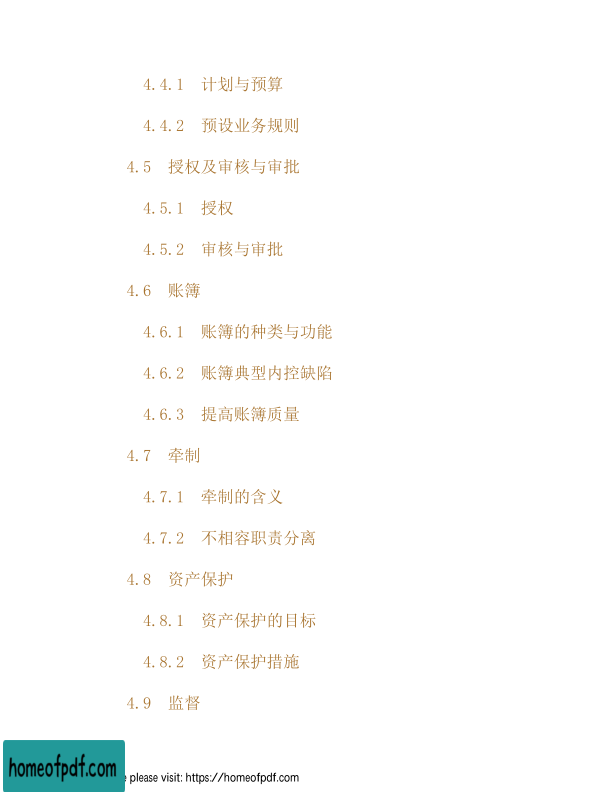 4.4.1 计划与预算
4.4.2 预设业务规则
4.5 授权及审核与审批
4.5.1 授权
4.5.2 审核与审批
4.6 账簿
4.6.1 账簿的种类与功能
4.6.2 账簿典型内控缺陷
4.6.3 提高账簿质量
4.7 牵制
4.7.1 牵制的含义
4.7.2 不相容职责分离
4.8 资产保护
4.8.1 资产保护的目标
4.8.2 资产保护措施
4.9 监督
homeofpdf.com
please visit: https://homeofpdf.com